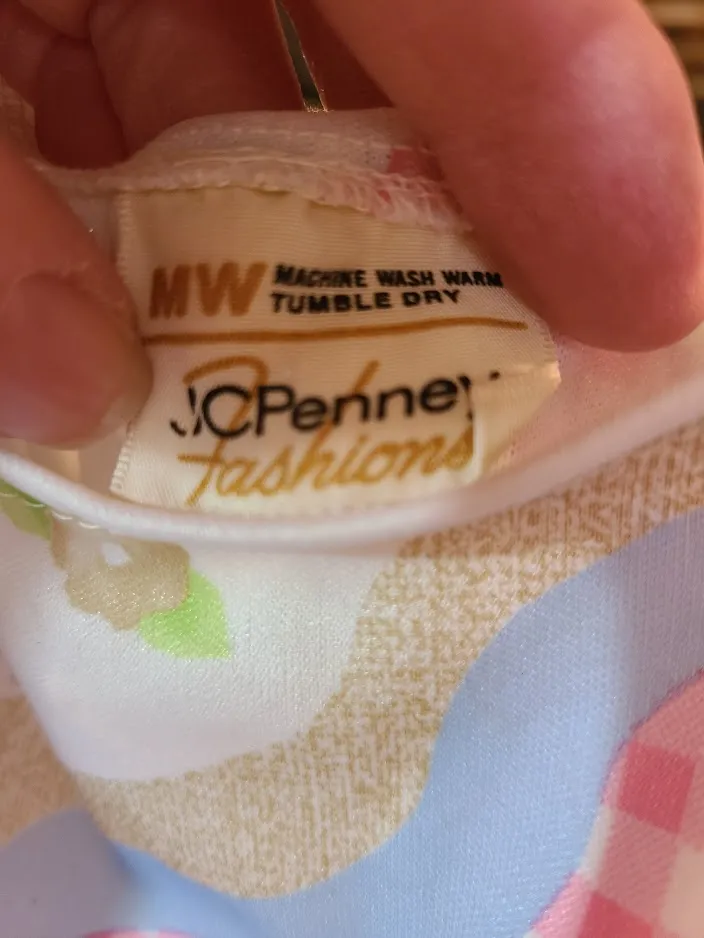 MW MACHINE WASH WARM
TUMBLE DRY
JCPenney
fashions